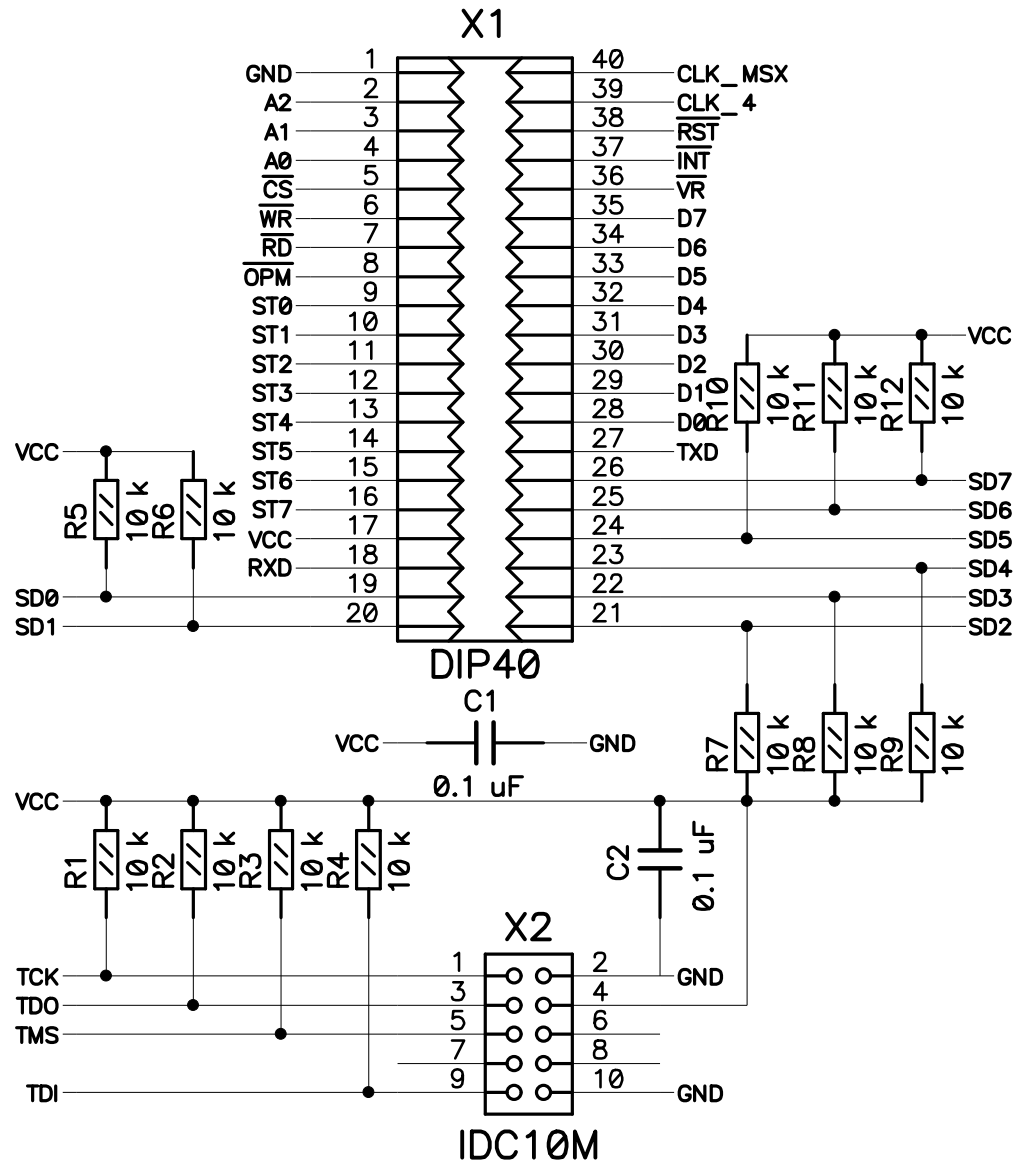 X1
GND 1 40 CLK_MSX
A2 2 39 CLK_4
A1 3 38 RST
A0 4 37 INT
CS 5 36 VR
WR 6 35 D7
RD 7 34 D6
OPM 8 33 D5
ST0 9 32 D4
ST1 10 31 D3 VCC
ST2 11 30 D2
ST3 12 29 D1 R10 10 k R11 10 k R12 10 k
ST4 13 28 D0
VCC ST5 14 27 TXD
ST6 15 26 SD7
R5 10 k R6 10 k ST7 16 25 SD6
VCC 17 24 SD5
RXD 18 23 SD4
SD0 19 22 SD3
SD1 20 21 SD2
DIP40
C1
VCC GND R7 10 k R8 10 k R9 10 k
0.1 uF
VCC
R1 10 k R2 10 k R3 10 k R4 10 k C2 0.1 uF
X2
TCK 1 2 GND
TDO 3 4
TMS 5 6
7 8
TDI 9 10 GND
IDC10M